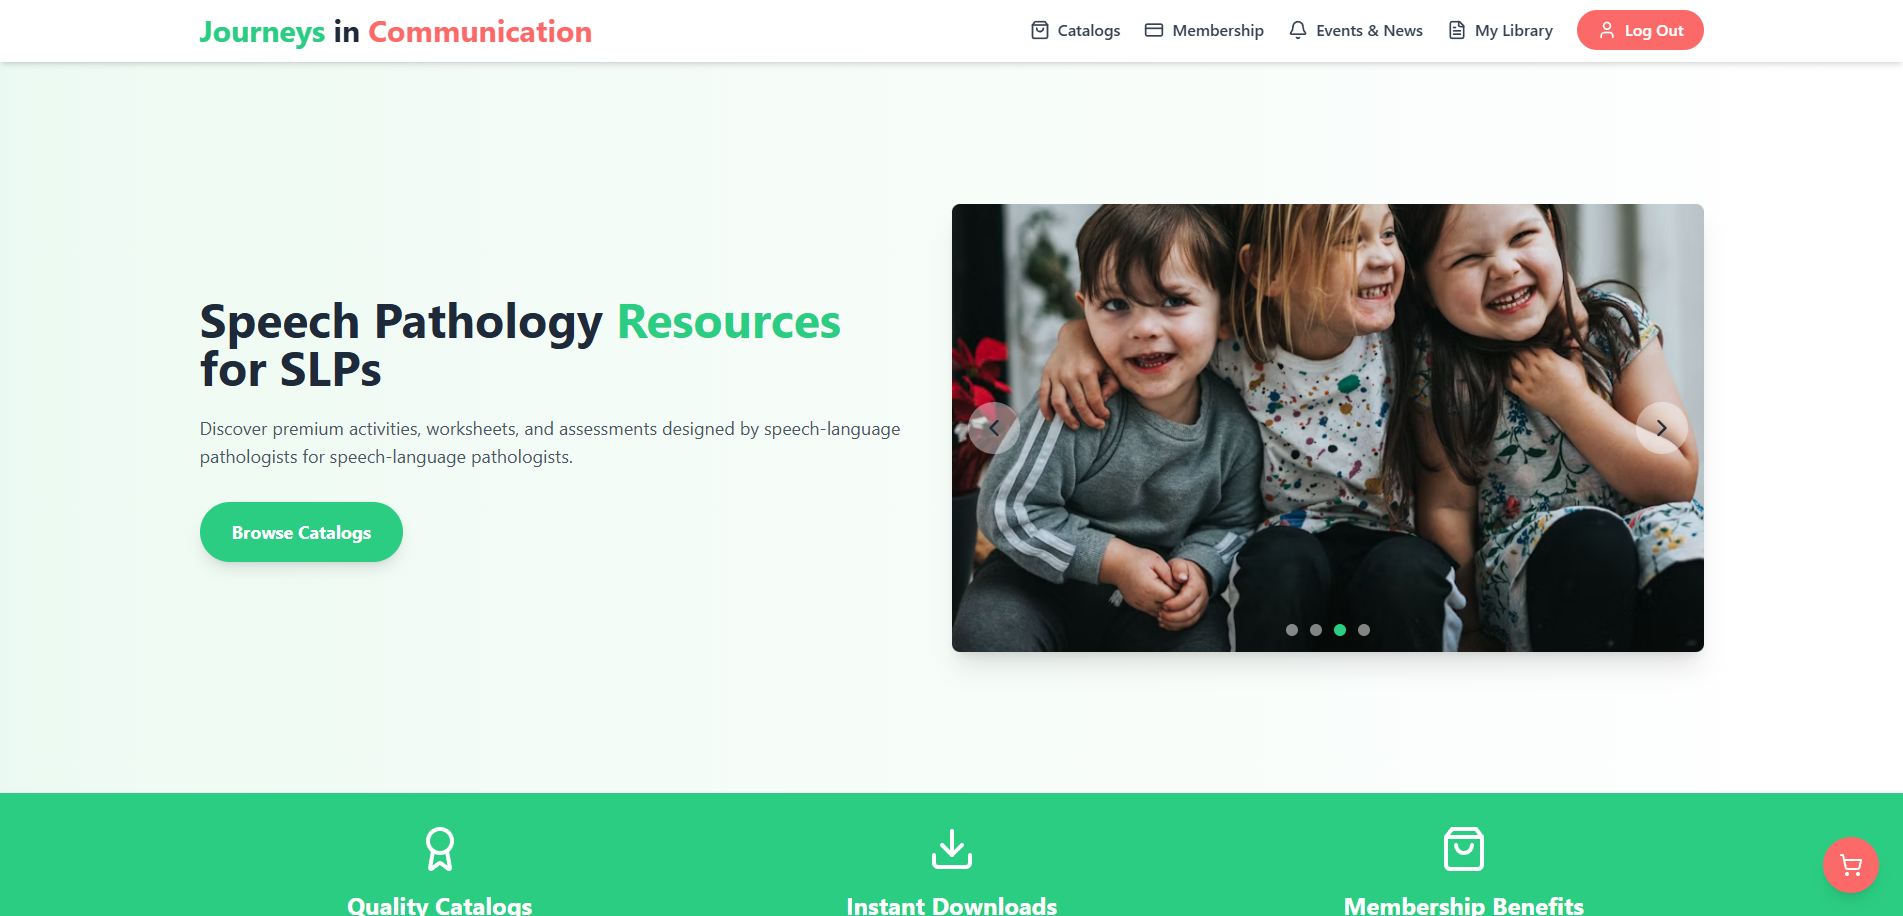 Journeys in Communication
Catalogs
Membership
Events & News
My Library
Log Out
Speech Pathology Resources
for SLPs
Discover premium activities, worksheets, and assessments designed by speech-language
pathologists for speech-language pathologists.
Browse Catalogs
Quality Catalogs
Instant Downloads
Membership Benefits